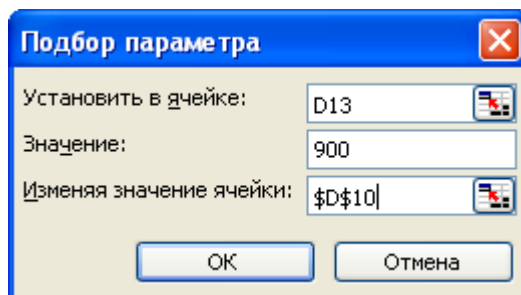 Подбор параметра
Установить в ячейке: D13
Значение: 900
Изменяя значение ячейки: $D$10
ОК Отмена